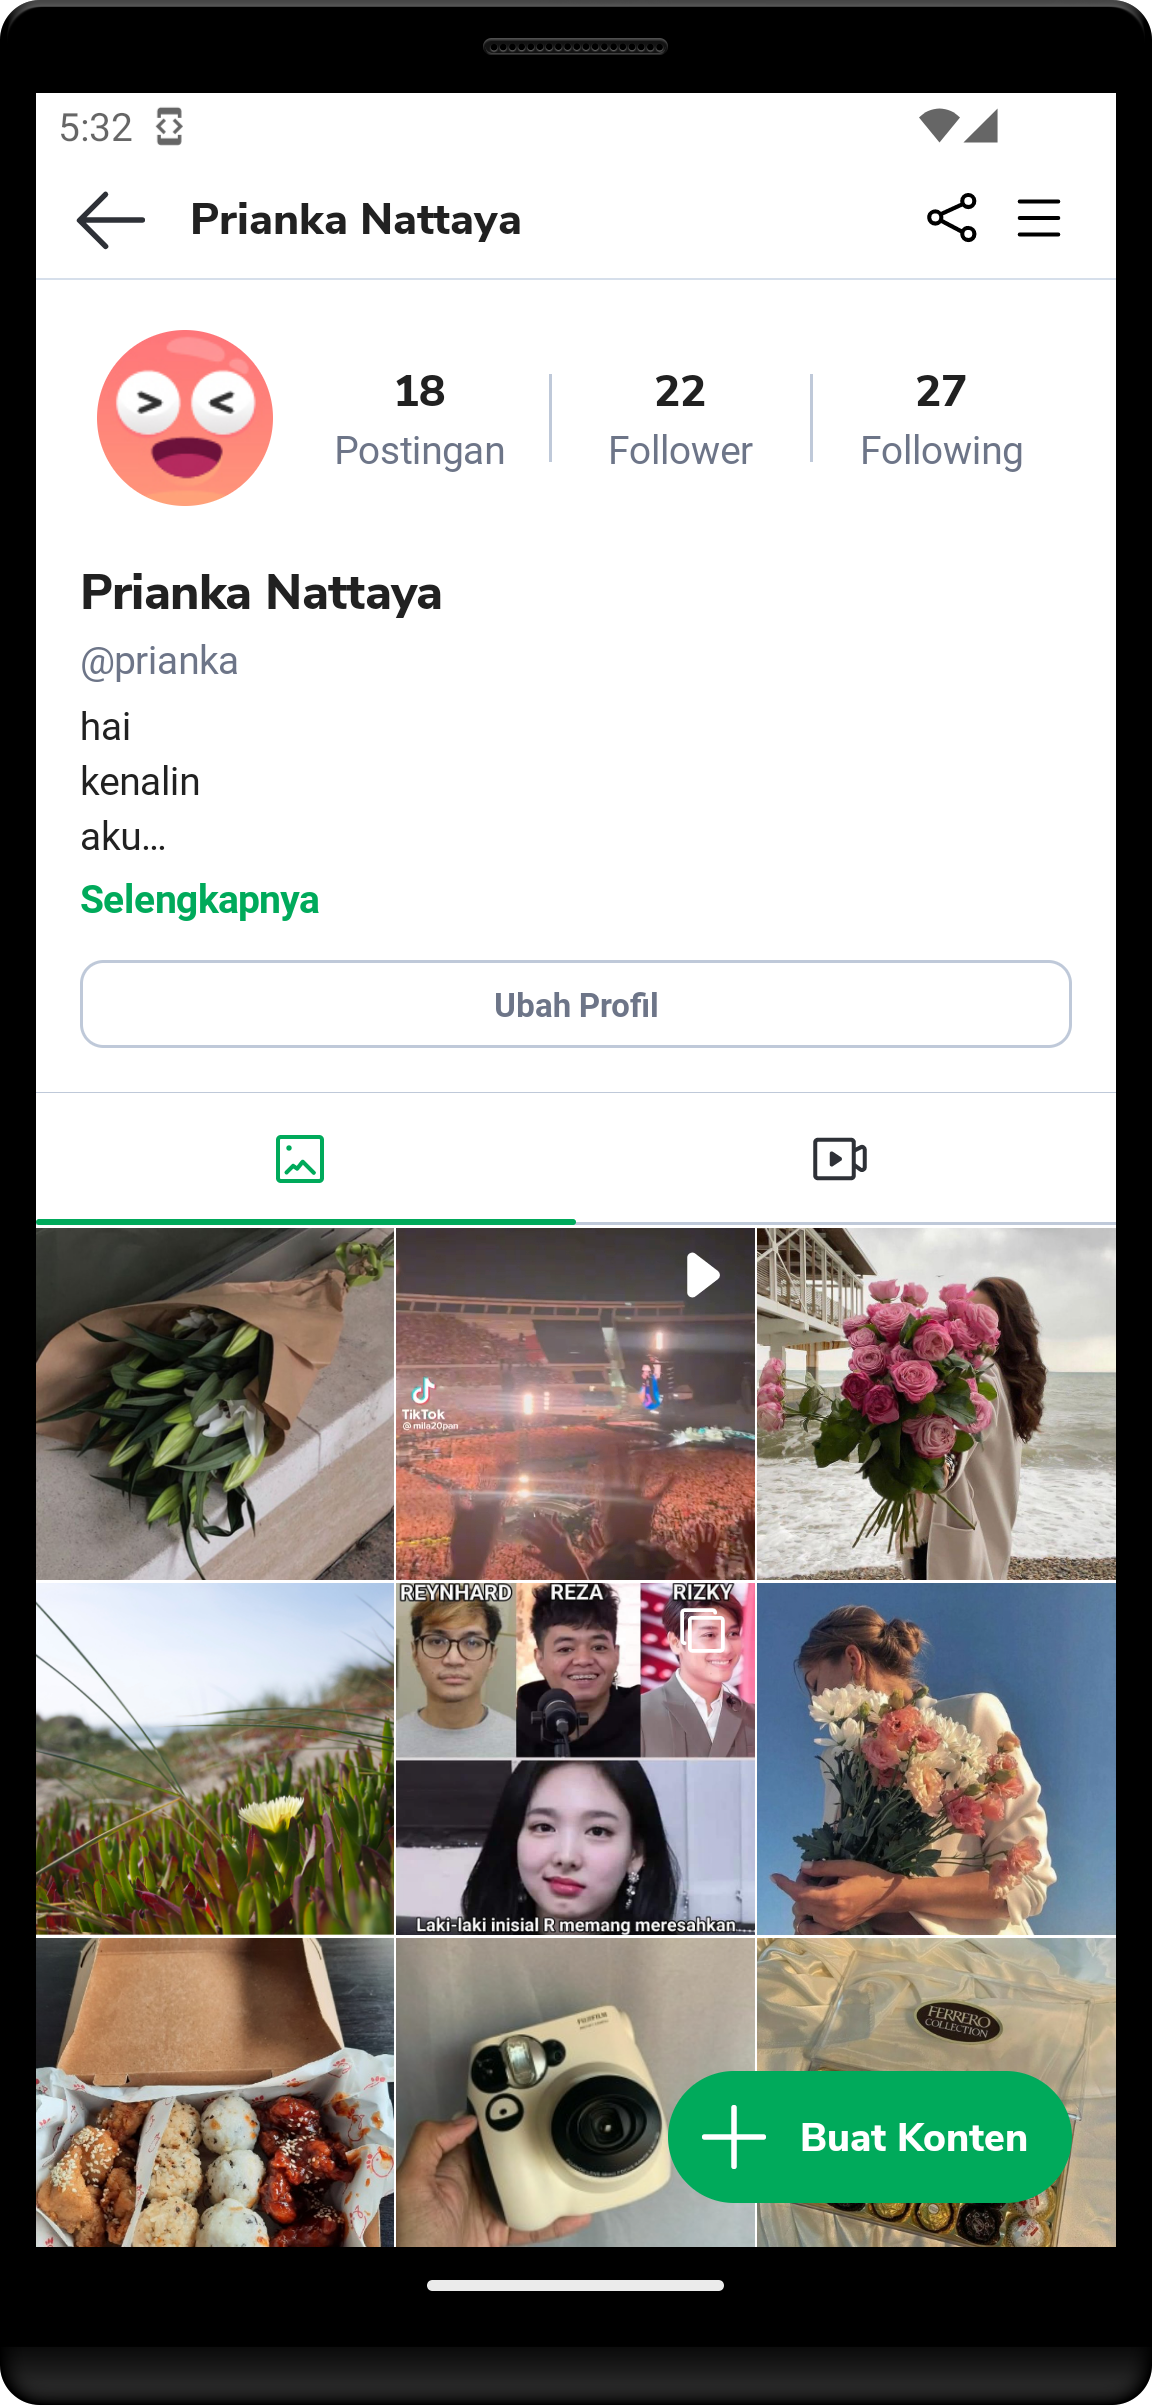 5:32
Prianka Nattaya
18
22
27
Postingan
Follower
Following
Prianka Nattaya
@prianka
hai
kenalin
aku...
Selengkapnya
Ubah Profil
TikTok
@mila20pan
REYNHARD
REZA
RIZKY
Laki-laki inisial R memang meresahkan...
FUJIFILM
FERRERO
COLLECTION
Buat Konten